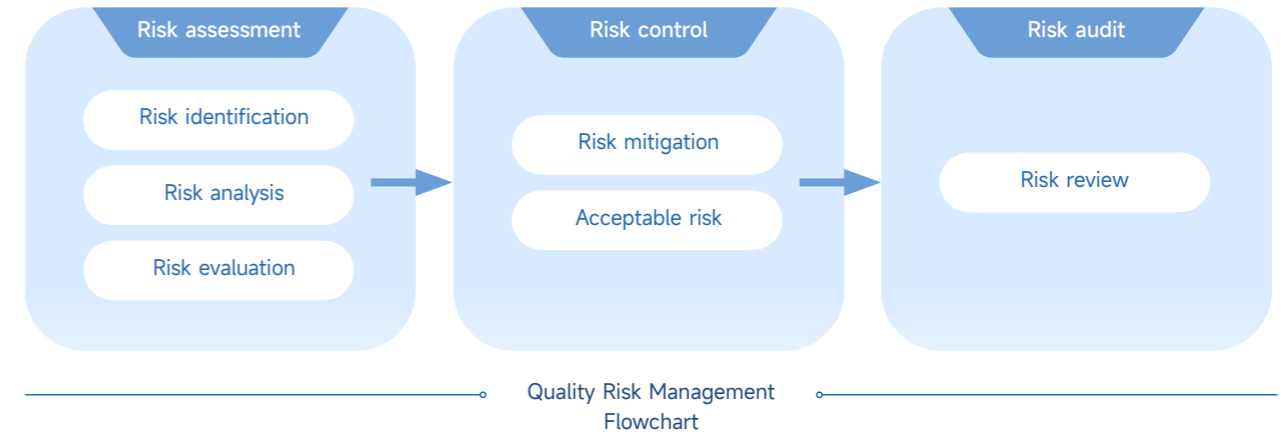 Risk assessment
Risk identification
Risk analysis
Risk evaluation
Risk control
Risk mitigation
Acceptable risk
Risk audit
Risk review
Quality Risk Management
Flowchart